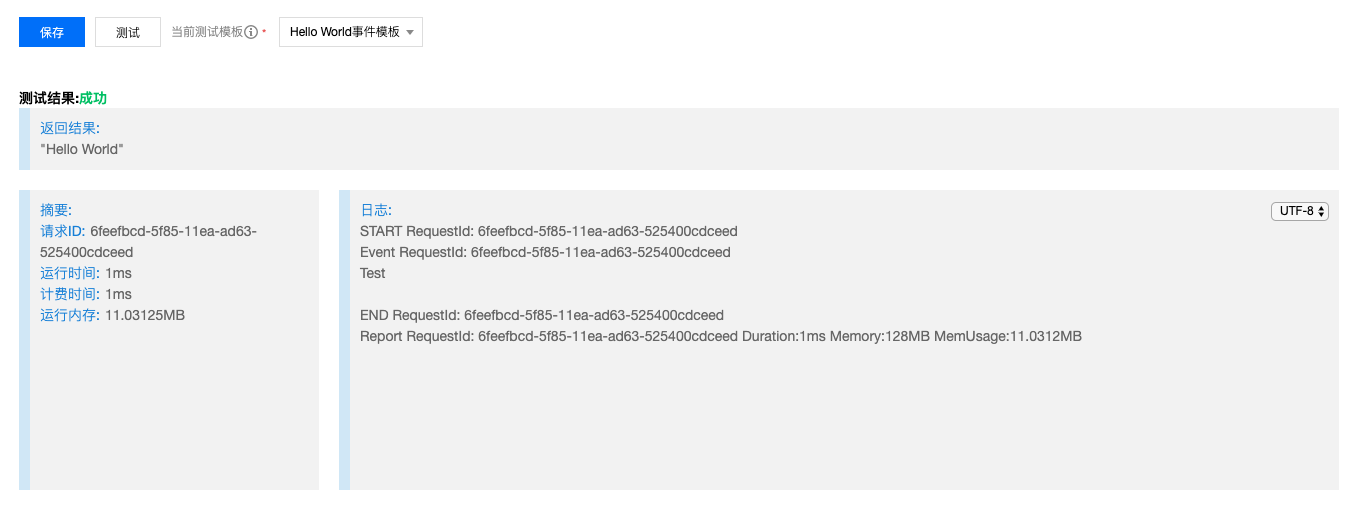 保存 测试 当前测试模板 * Hello World事件模板
测试结果:成功
返回结果:
"Hello World"
摘要:
请求ID: 6feefbcd-5f85-11ea-ad63-
525400cdceed
运行时间: 1ms
计费时间: 1ms
运行内存: 11.03125MB
日志:
UTF-8
START RequestId: 6feefbcd-5f85-11ea-ad63-525400cdceed
Event RequestId: 6feefbcd-5f85-11ea-ad63-525400cdceed
Test
END RequestId: 6feefbcd-5f85-11ea-ad63-525400cdceed
Report RequestId: 6feefbcd-5f85-11ea-ad63-525400cdceed Duration:1ms Memory:128MB MemUsage:11.0312MB